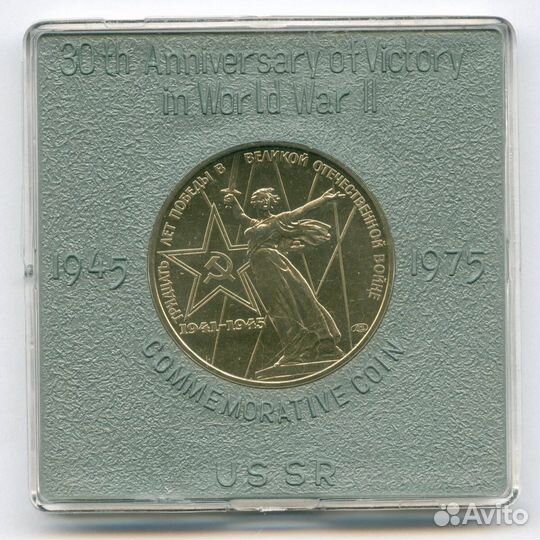 30th Anniversary of Victory
in World War II
ТРИДЦАТЬ ЛЕТ ПОБЕДЫ В ВЕЛИКОЙ ОТЕЧЕСТВЕННОЙ ВОЙНЕ
1945
1975
1941-1945
COMMEMORATIVE COIN
USSR
Avito